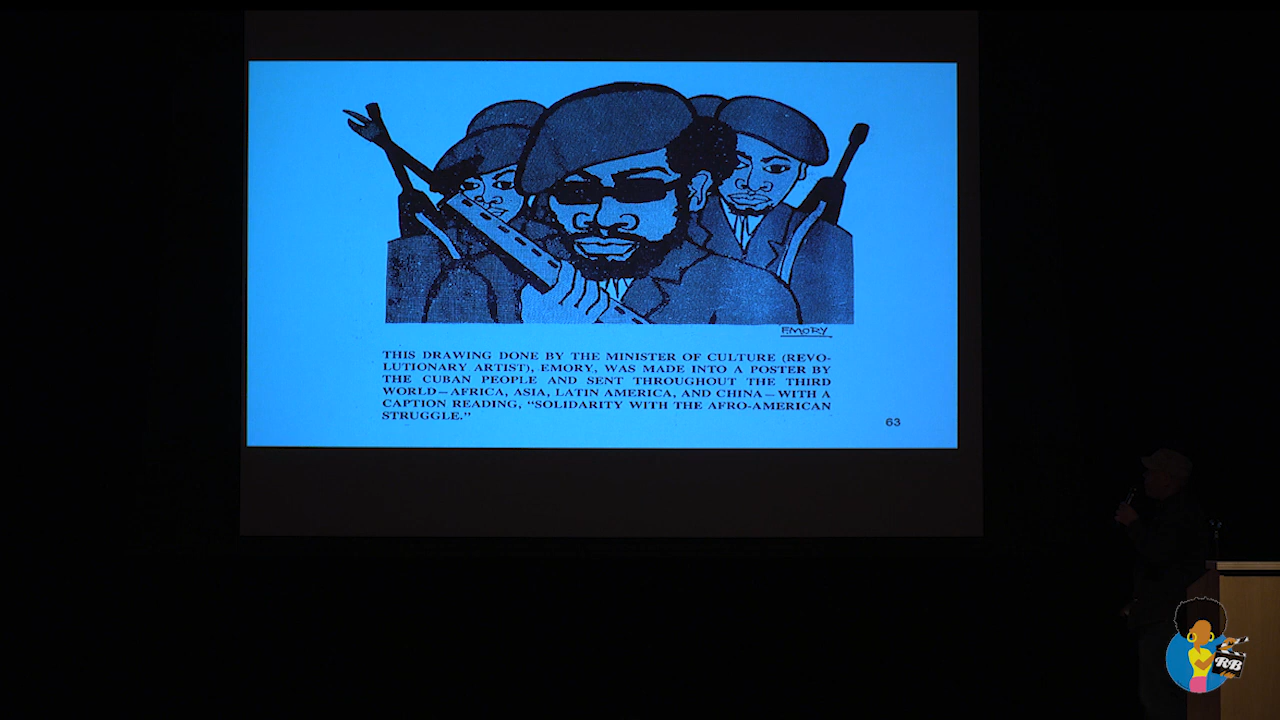 EMORY
THIS DRAWING DONE BY THE MINISTER OF CULTURE (REVO-
LUTIONARY ARTIST), EMORY, WAS MADE INTO A POSTER BY
THE CUBAN PEOPLE AND SENT THROUGHOUT THE THIRD
WORLD—AFRICA, ASIA, LATIN AMERICA, AND CHINA—WITH A
CAPTION READING, “SOLIDARITY WITH THE AFRO-AMERICAN
STRUGGLE.”
63
RB